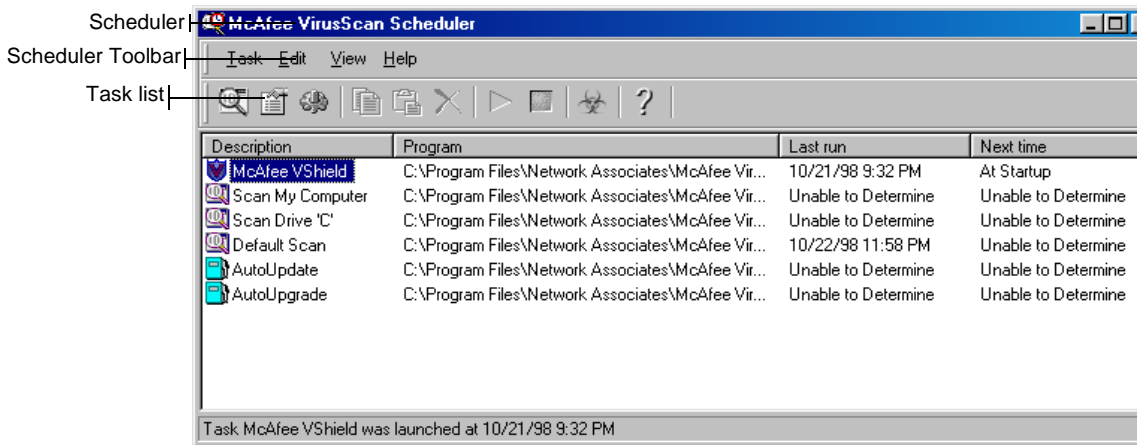 Scheduler
McAfee VirusScan Scheduler
Scheduler Toolbar
Task Edit View Help
Task list
?
Description Program Last run Next time
McAfee VShield C:\Program Files\Network Associates\McAfee Vir... 10/21/98 9:32 PM At Startup
Scan My Computer C:\Program Files\Network Associates\McAfee Vir... Unable to Determine Unable to Determine
Scan Drive 'C' C:\Program Files\Network Associates\McAfee Vir... Unable to Determine Unable to Determine
Default Scan C:\Program Files\Network Associates\McAfee Vir... 10/22/98 11:58 PM Unable to Determine
AutoUpdate C:\Program Files\Network Associates\McAfee Vir... Unable to Determine Unable to Determine
AutoUpgrade C:\Program Files\Network Associates\McAfee Vir... Unable to Determine Unable to Determine
Task McAfee VShield was launched at 10/21/98 9:32 PM